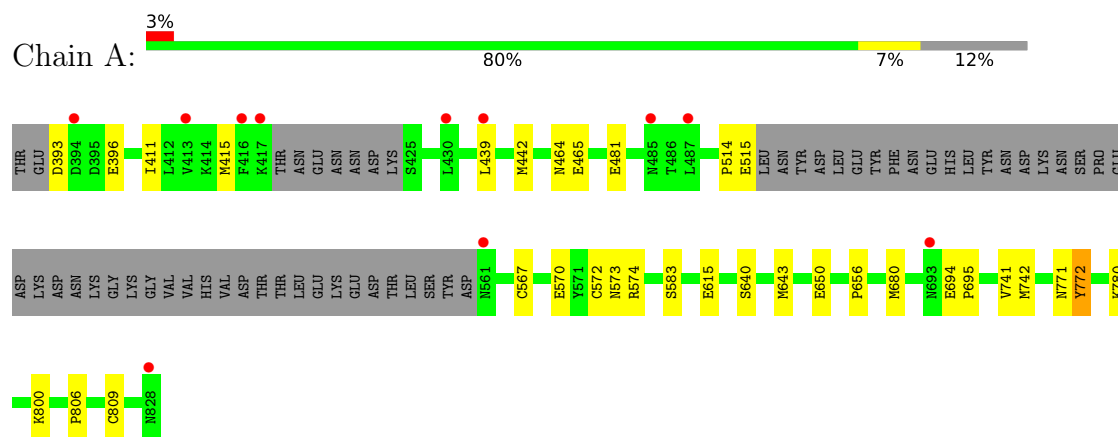 3%
Chain A:
80% 7% 12%
THR GLU D393 D394 D395 E396 I411 L412 V413 K414 M415 F416 K417 THR ASN GLU ASN ASN ASP LYS S425 L430 L439 M442 N464 E465 E481 N485 T486 L487 P514 E515 LEU ASN TYR ASP LEU GLU TYR PHE ASN GLU HIS LEU TYR ASN ASP LYS ASN SER PRO GLU
ASP LYS ASP ASN LYS GLY LYS GLY VAL VAL HIS VAL ASP THR THR LEU GLU LYS GLU ASP THR LEU SER TYR ASP N561 C567 E570 Y571 C572 N573 R574 S583 E615 S640 M643 E650 P656 M680 N693 E694 P695 V741 M742 N771 Y772
K800 P806 C809 N828